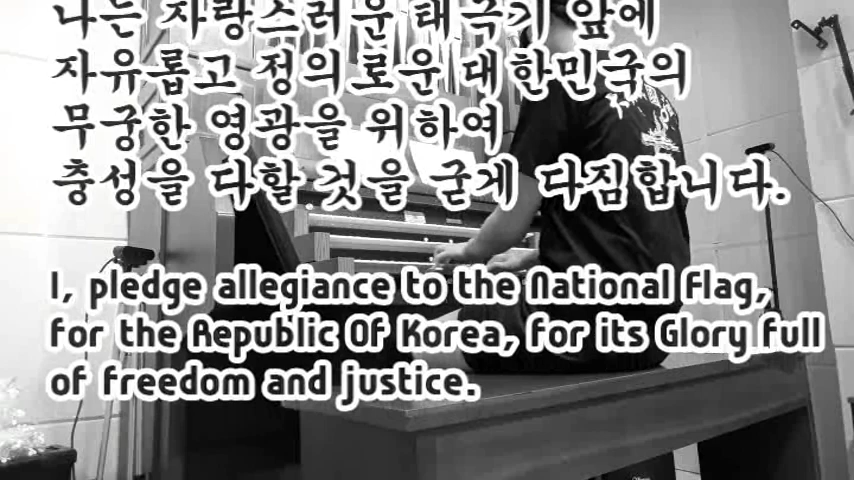 나는 자랑스러운 태극기 앞에
자유롭고 정의로운 대한민국의
무궁한 영광을 위하여
충성을 다할 것을 굳게 다짐합니다.
I, pledge allegiance to the National Flag,
for the Republic Of Korea, for its Glory full
of freedom and justice.